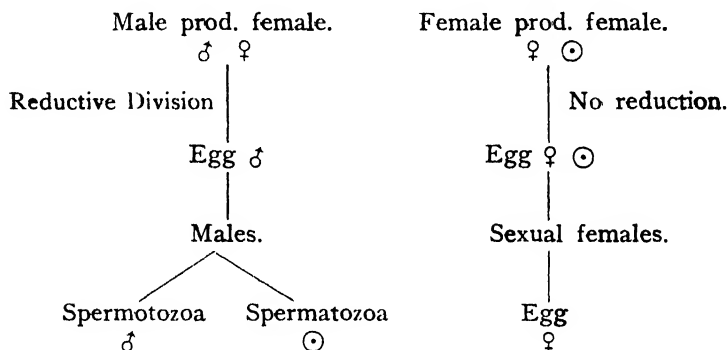 Male prod. female. Female prod. female.
♂ ♀ ♀ ☉
Reductive Division No reduction.
Egg ♂ Egg ♀ ☉
Males. Sexual females.
Spermotozoa Spermatozoa Egg
♂ ☉ ♀